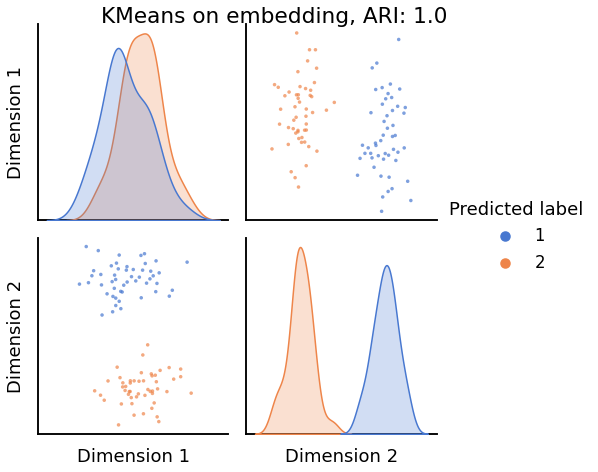 KMeans on embedding, ARI: 1.0
Dimension 1
Predicted label
1
2
Dimension 2
Dimension 1
Dimension 2